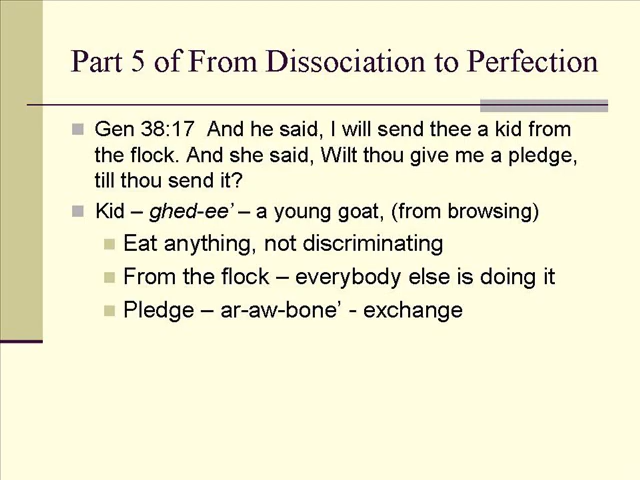 Part 5 of From Dissociation to Perfection
Gen 38:17  And he said, I will send thee a kid from
the flock. And she said, Wilt thou give me a pledge,
till thou send it?
Kid – ghed-ee’ – a young goat, (from browsing)
Eat anything, not discriminating
From the flock – everybody else is doing it
Pledge – ar-aw-bone’ - exchange